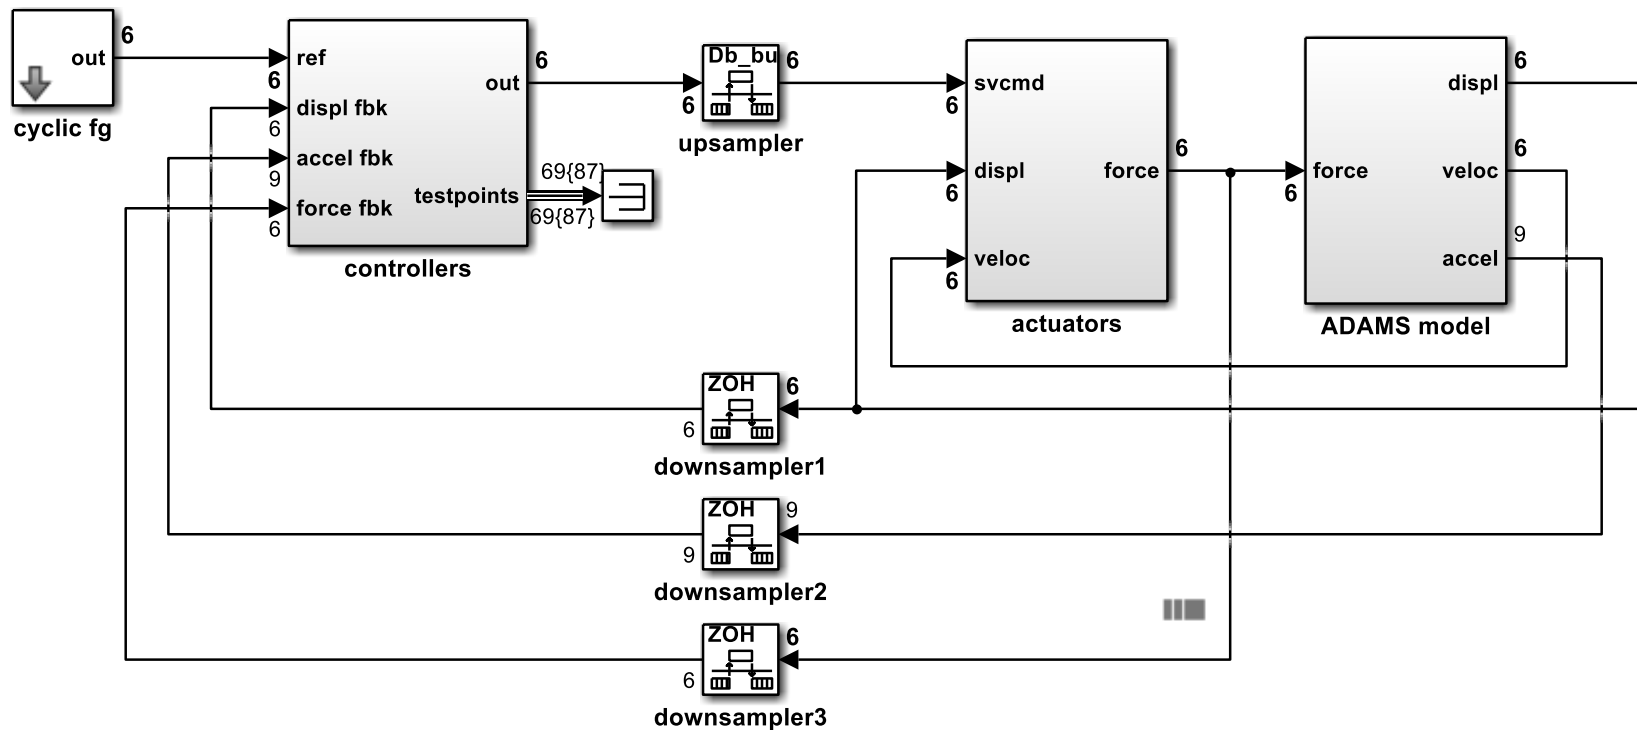 out
6
cyclic fg
ref
6
displ fbk
6
accel fbk
9
force fbk
6
out
6
testpoints
69{87}
69{87}
controllers
Db_bu
6
6
upsampler
svcmd
6
displ
6
veloc
6
force
6
actuators
force
6
displ
6
veloc
6
accel
9
ADAMS model
ZOH
6
6
downsampler1
ZOH
9
9
downsampler2
ZOH
6
6
downsampler3